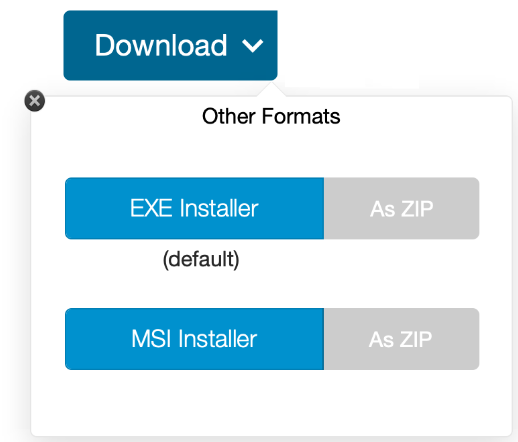 Download
Other Formats
EXE Installer As ZIP
(default)
MSI Installer As ZIP